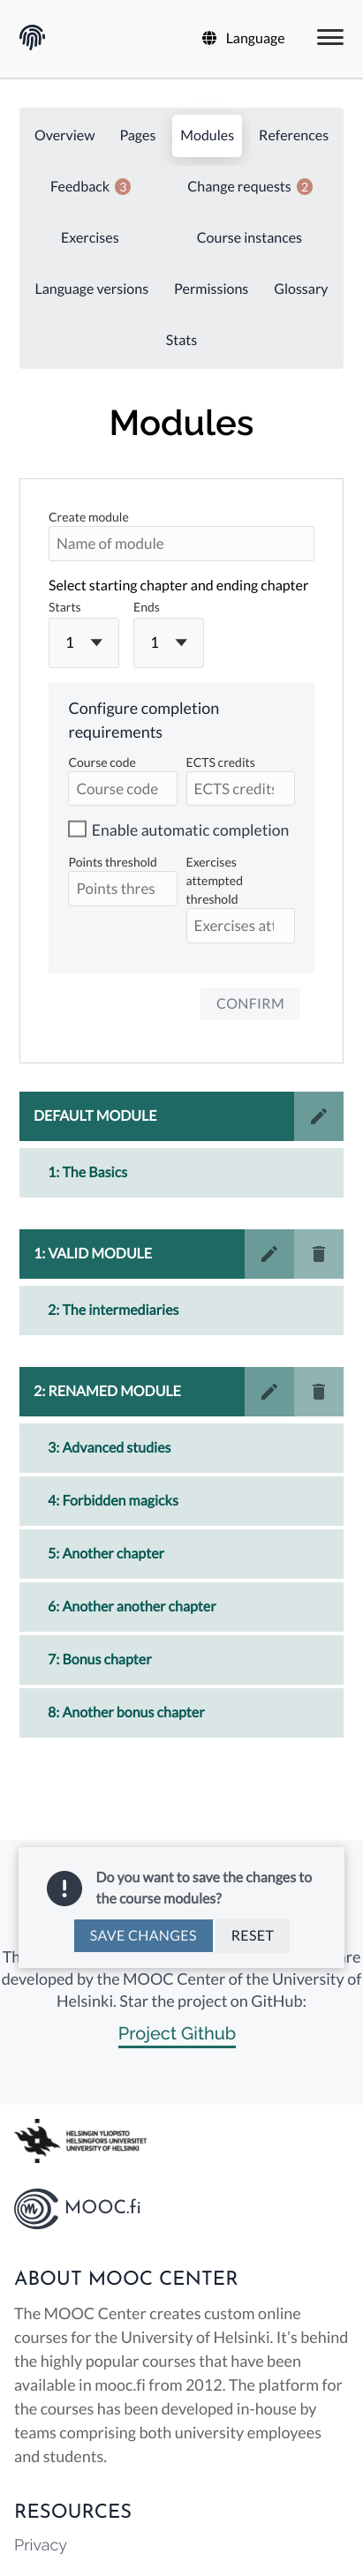 Language
Overview Pages Modules References
Feedback 3 Change requests 2
Exercises Course instances
Language versions Permissions Glossary
Stats
Modules
Create module
Name of module
Select starting chapter and ending chapter
Starts Ends
1 1
Configure completion
requirements
Course code ECTS credits
Course code ECTS credits
Enable automatic completion
Points threshold Exercises
attempted
threshold
Points thres
Exercises att
CONFIRM
DEFAULT MODULE
1: The Basics
1: VALID MODULE
2: The intermediaries
2: RENAMED MODULE
3: Advanced studies
4: Forbidden magicks
5: Another chapter
6: Another another chapter
7: Bonus chapter
8: Another bonus chapter
Do you want to save the changes to
the course modules?
SAVE CHANGES RESET
developed by the MOOC Center of the University of
Helsinki. Star the project on GitHub:
Project Github
HELSINGIN YLIOPISTO
HELSINGFORS UNIVERSITET
UNIVERSITY OF HELSINKI
MOOC.fi
ABOUT MOOC CENTER
The MOOC Center creates custom online
courses for the University of Helsinki. It's behind
the highly popular courses that have been
available in mooc.fi from 2012. The platform for
the courses has been developed in-house by
teams comprising both university employees
and students.
RESOURCES
Privacy